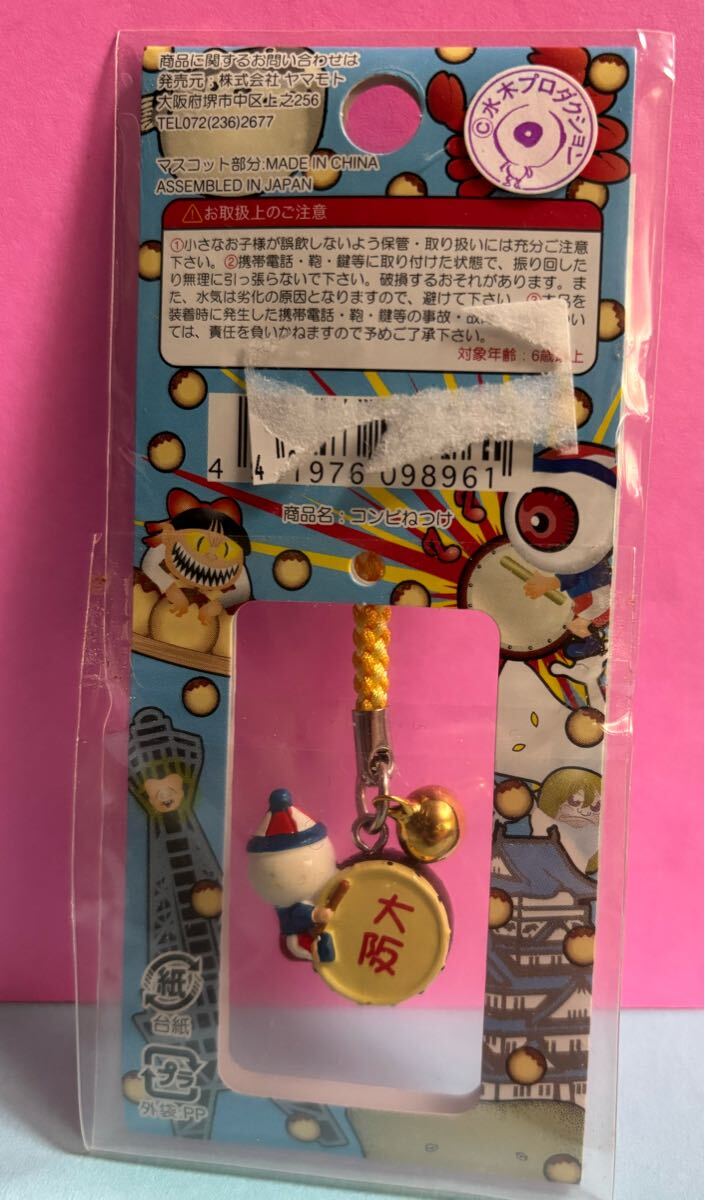 商品に関するお問い合わせは
発売元：株式会社 ヤマモト
大阪府堺市中区上之256
TEL072(236)2677
マスコット部分:MADE IN CHINA
ASSEMBLED IN JAPAN
©水木プロダクション
⚠お取扱上のご注意
①小さなお子様が誤飲しないよう保管・取り扱いには充分ご注意
下さい。②携帯電話・鞄・鍵等に取り付けた状態で、振り回した
り無理に引っ張らないで下さい。破損するおそれがあります。ま
た、水気は劣化の原因となりますので、避けて下さい。
装着時に発生した携帯電話・鞄・鍵等の事故・
ては、責任を負いかねますので予めご了承下さい。
対象年齢：6歳以上
1976 098961
商品名：コンビねつけ
大阪
紙
台紙
プラ
外袋:PP